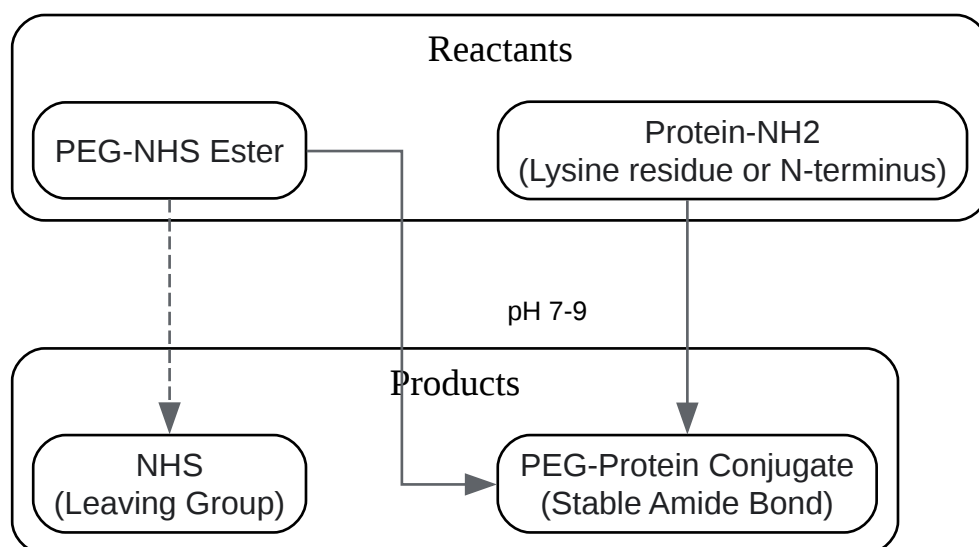 Reactants
PEG-NHS Ester
Protein-NH2
(Lysine residue or N-terminus)
pH 7-9
Products
NHS
(Leaving Group)
PEG-Protein Conjugate
(Stable Amide Bond)